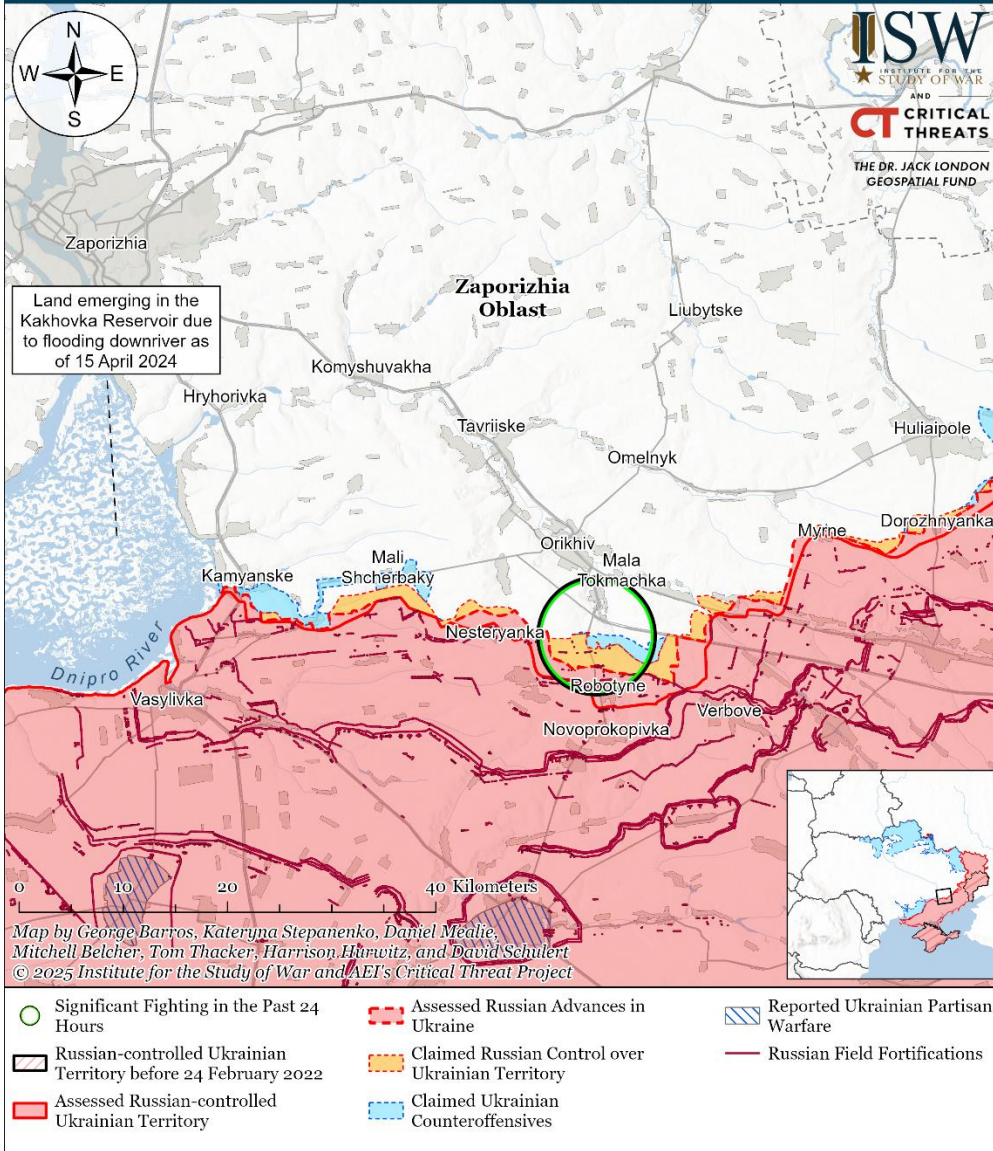 N
W
E
S
ISW
INSTITUTE FOR THE
STUDY OF WAR
AND
CT CRITICAL
THREATS
THE DR. JACK LONDON
GEOSPATIAL FUND
Zaporizhia
Land emerging in the
Kakhovka Reservoir due
to flooding downriver as
of 15 April 2024
Zaporizhia
Oblast
Liubytske
Komyshuvakha
Hryhorivka
Tavriiske
Huliaipole
Omelnyk
Orikhiv
Myrne
Dorozhnyanka
Mali
Shcherbaky
Mala
Tokmachka
Kamyanske
Nesteryanka
Dnipro River
Vasylivka
Robotyne
Verbove
Novoprokopivka
0 10 20 40 Kilometers
Map by George Barros, Kateryna Stepanenko, Daniel Mealie,
Mitchell Belcher, Tom Thacker, Harrison Hurwitz, and David Schulert
© 2025 Institute for the Study of War and AEI's Critical Threat Project
Significant Fighting in the Past 24
Hours
Russian-controlled Ukrainian
Territory before 24 February 2022
Assessed Russian-controlled
Ukrainian Territory
Assessed Russian Advances in
Ukraine
Claimed Russian Control over
Ukrainian Territory
Claimed Ukrainian
Counteroffensives
Reported Ukrainian Partisan
Warfare
Russian Field Fortifications